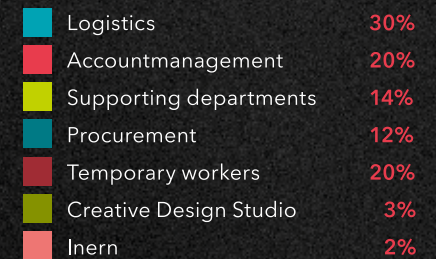 Logistics 30%
Accountmanagement 20%
Supporting departments 14%
Procurement 12%
Temporary workers 20%
Creative Design Studio 3%
Inern 2%